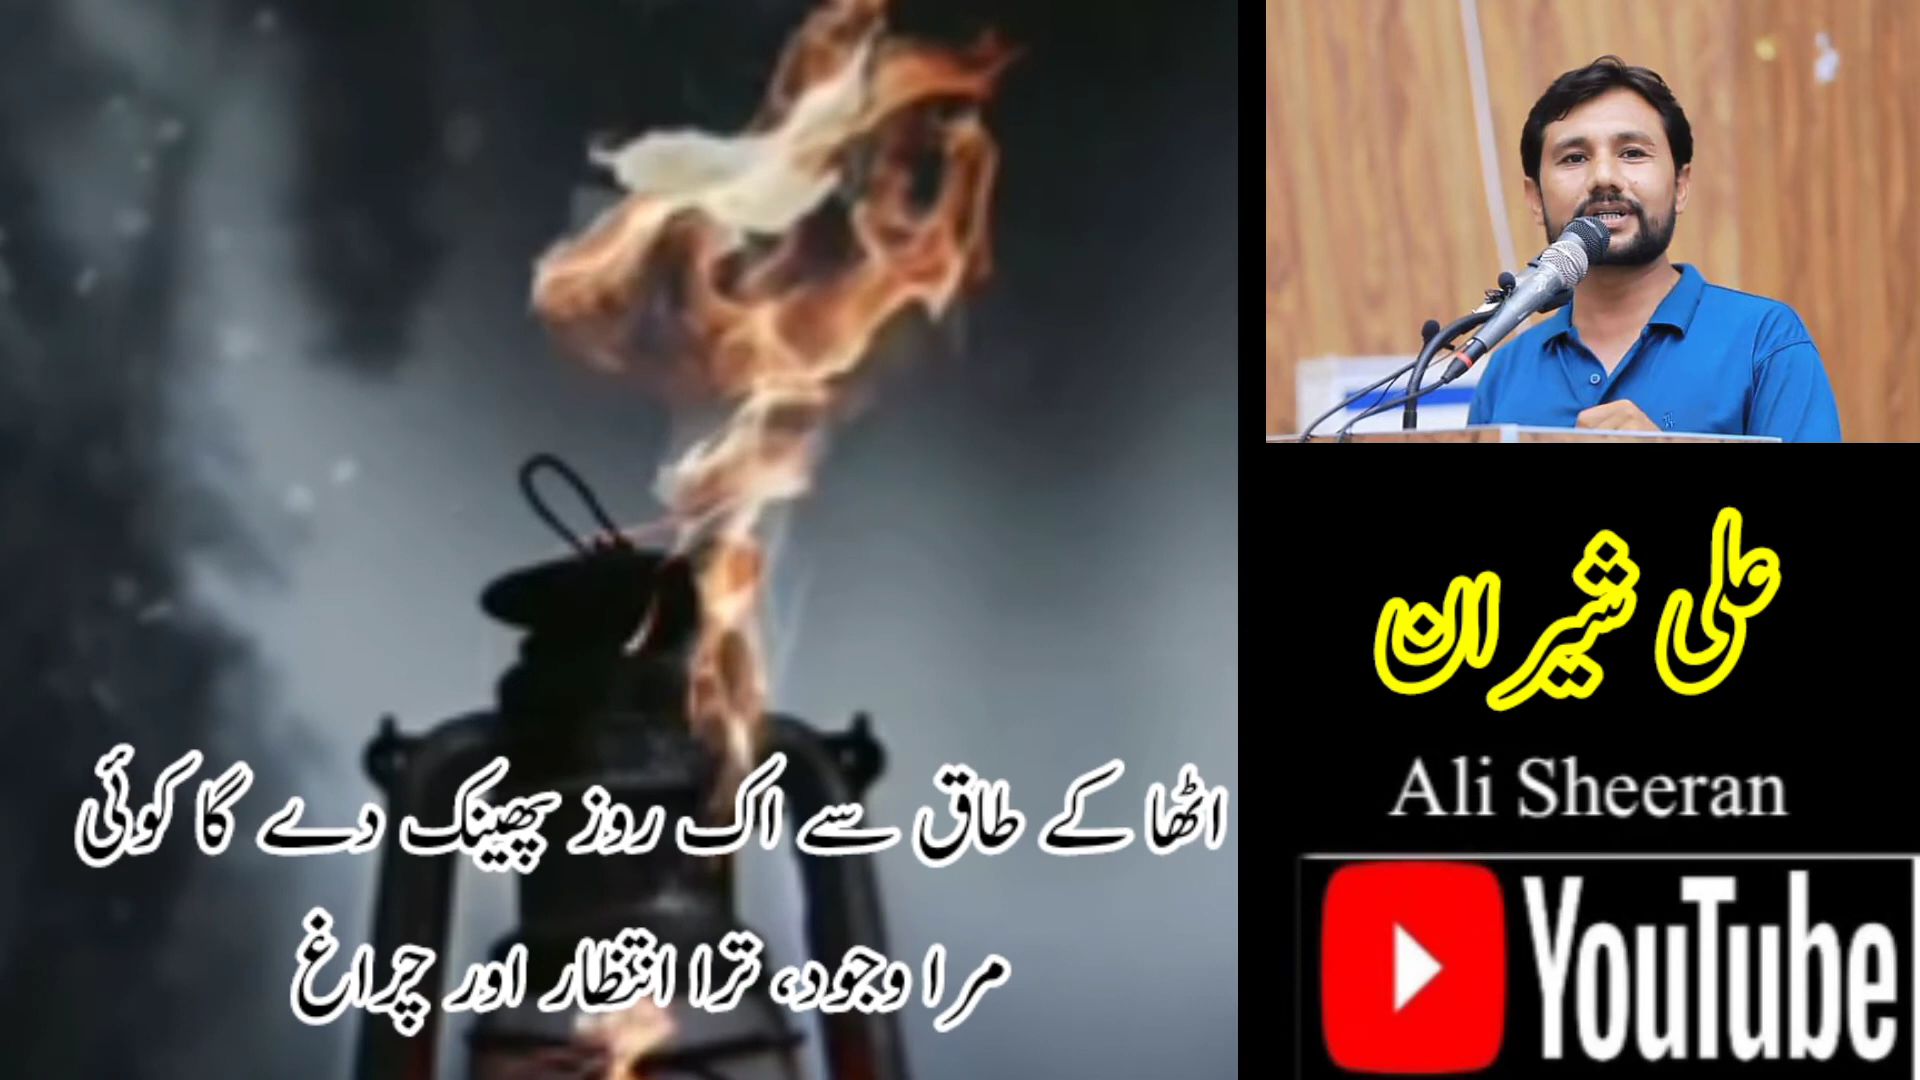 اٹھا کے طاق سے اک روز پھینک دے گا کوئی
مرا وجود، ترا انتظار اور چراغ
علی شیران
Ali Sheeran
YouTube